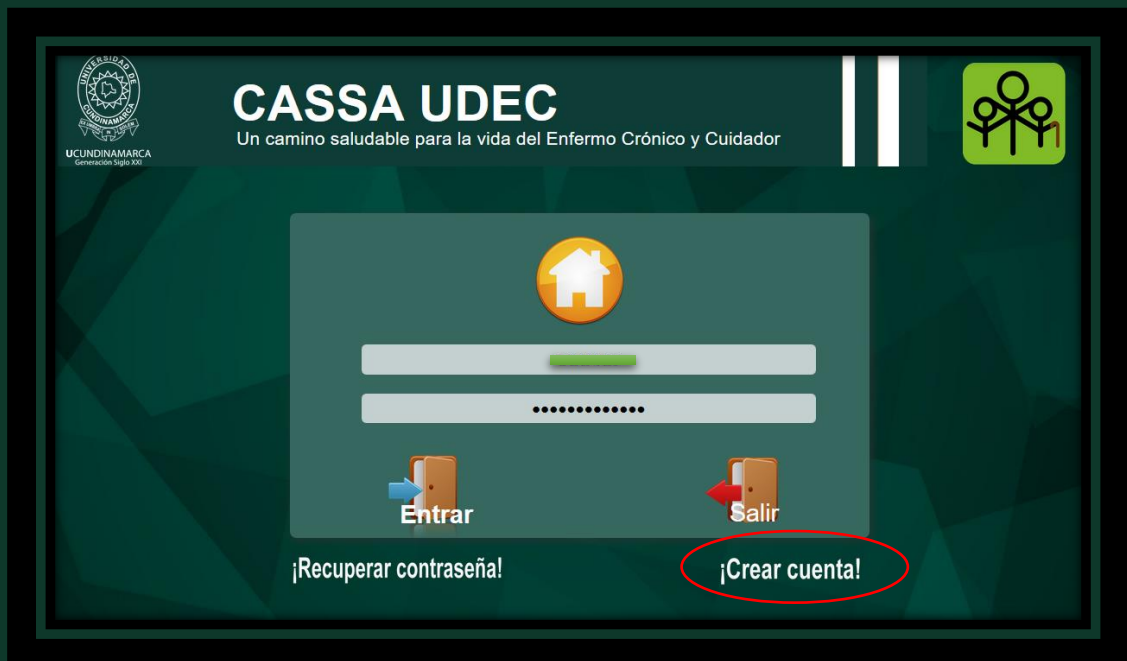 UNIVERSIDAD DE
CUNDINAMARCA
UCUNDINAMARCA
Generación Siglo XXI
CASSA UDEC
Un camino saludable para la vida del Enfermo Crónico y Cuidador
•••••••••••••
Entrar
Salir
¡Recuperar contraseña!
¡Crear cuenta!